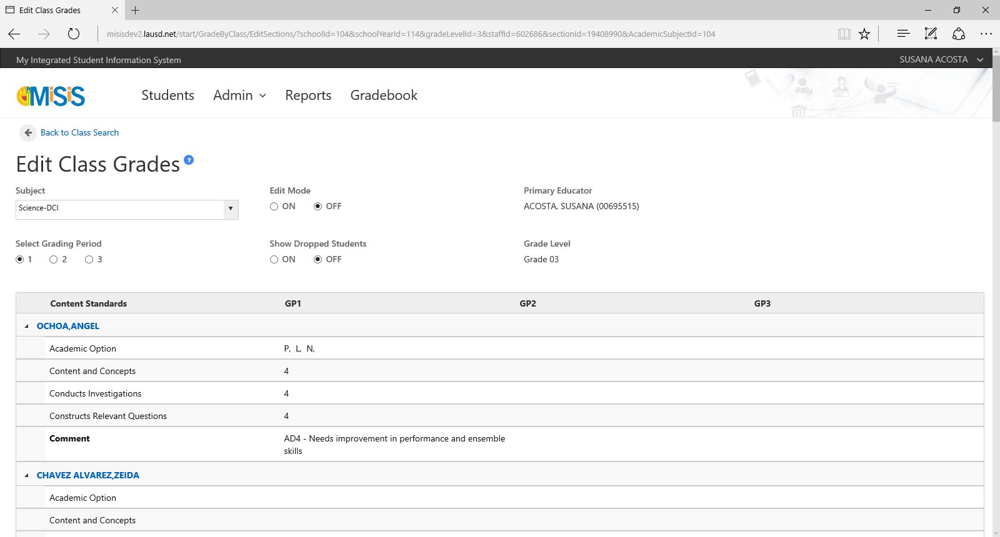 Edit Class Grades
misisdev2.lausd.net/start/GradeByClass/EditSections/?schoolId=104&schoolYearId=114&gradeLevelId=3&staffId=602686&sectionId=19408990&AcademicSubjectId=104
My Integrated Student Information System
SUSANA ACOSTA
MiSiS
Students
Admin
Reports
Gradebook
Back to Class Search
Edit Class Grades ?
Subject
Edit Mode
Primary Educator
Science-DCI
ON
OFF
ACOSTA, SUSANA (00695515)
Select Grading Period
Show Dropped Students
Grade Level
1
2
3
ON
OFF
Grade 03
Content Standards
GP1
GP2
GP3
OCHOA,ANGEL
Academic Option
P, L, N,
Content and Concepts
4
Conducts Investigations
4
Constructs Relevant Questions
4
Comment
AD4 - Needs improvement in performance and ensemble
skills
CHAVEZ ALVAREZ,ZEIDA
Academic Option
Content and Concepts